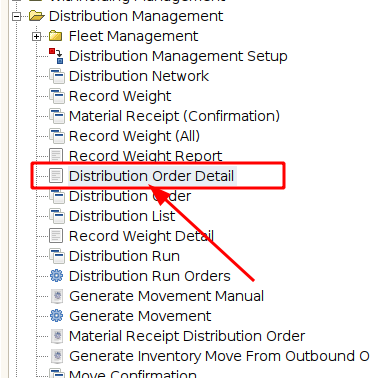 Withholding Management
Distribution Management
Fleet Management
Distribution Management Setup
Distribution Network
Record Weight
Material Receipt (Confirmation)
Record Weight (All)
Record Weight Report
Distribution Order Detail
Distribution Order
Distribution List
Record Weight Detail
Distribution Run
Distribution Run Orders
Generate Movement Manual
Generate Movement
Material Receipt Distribution Order
Generate Inventory Move From Outbound O
Move Confirmation